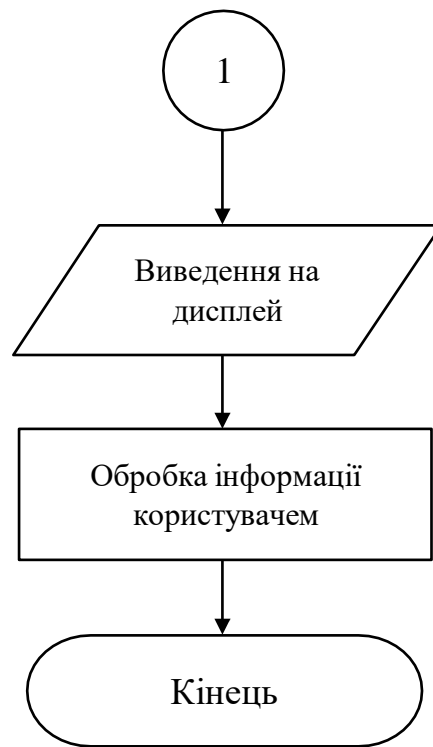 1
Виведення на
дисплей
Обробка інформації
користувачем
Кінець